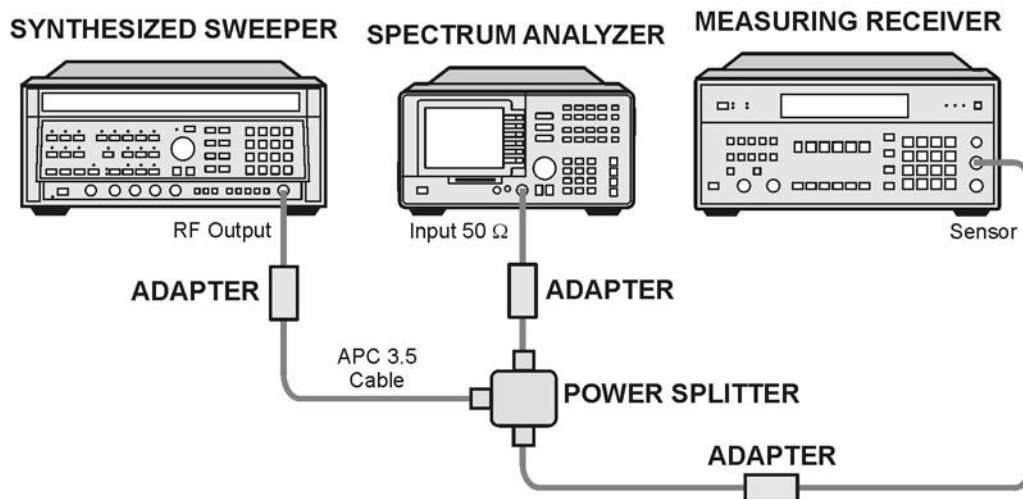 SYNTHESIZED SWEEPER
SPECTRUM ANALYZER
MEASURING RECEIVER
RF Output
Input 50 Ω
Sensor
ADAPTER
ADAPTER
APC 3.5
Cable
POWER SPLITTER
ADAPTER